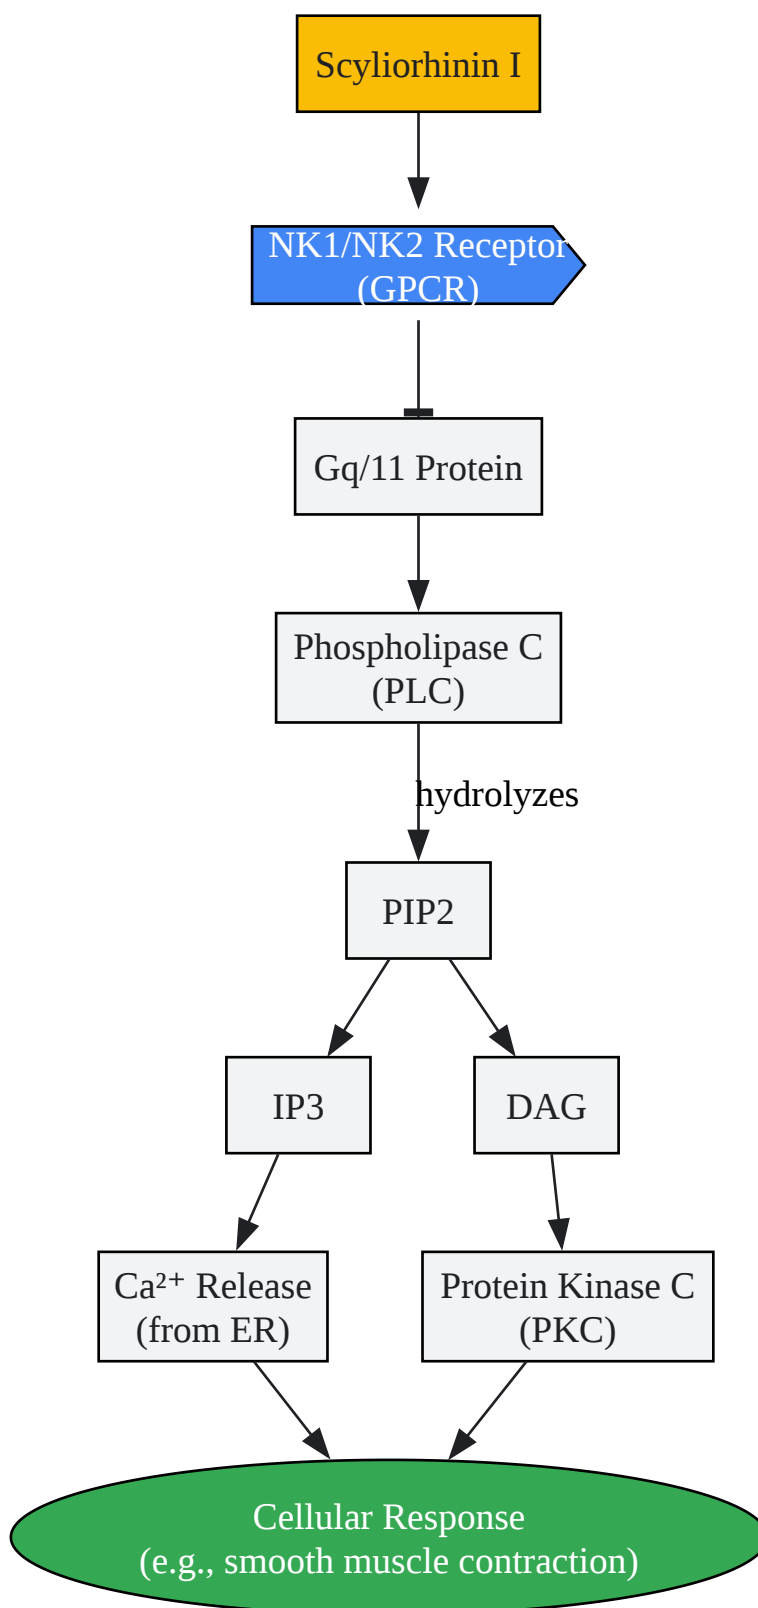 Scyliorhinin I
NK1/NK2 Receptor
(GPCR)
Gq/11 Protein
Phospholipase C
(PLC)
hydrolyzes
PIP2
IP3
DAG
Ca²⁺ Release
(from ER)
Protein Kinase C
(PKC)
Cellular Response
(e.g., smooth muscle contraction)